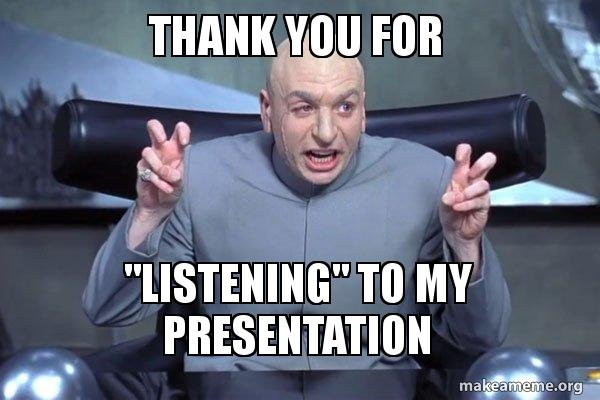 THANK YOU FOR
"LISTENING" TO MY
PRESENTATION
makeameme.org